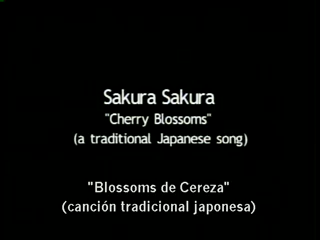 Sakura Sakura
"Cherry Blossoms"
(a traditional Japanese song)
"Blossoms de Cereza"
(canción tradicional japonesa)